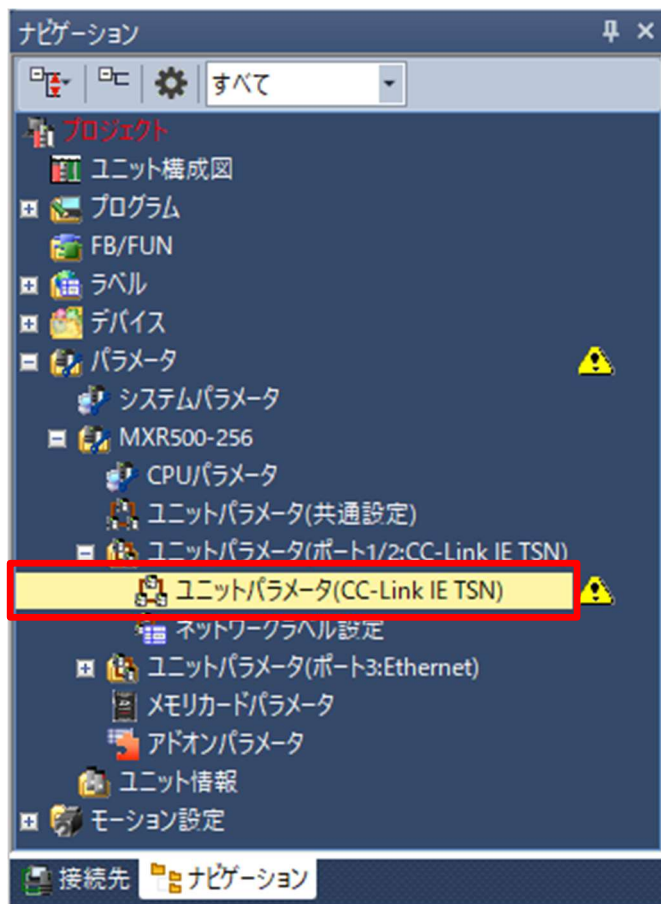 ナビゲーション
すべて
プロジェクト
ユニット構成図
プログラム
FB/FUN
ラベル
デバイス
パラメータ
システムパラメータ
MXR500-256
CPUパラメータ
ユニットパラメータ(共通設定)
ユニットパラメータ(ポート1/2:CC-Link IE TSN)
ユニットパラメータ(CC-Link IE TSN)
ネットワークラベル設定
ユニットパラメータ(ポート3:Ethernet)
メモリカードパラメータ
アドオンパラメータ
ユニット情報
モーション設定
接続先 ナビゲーション